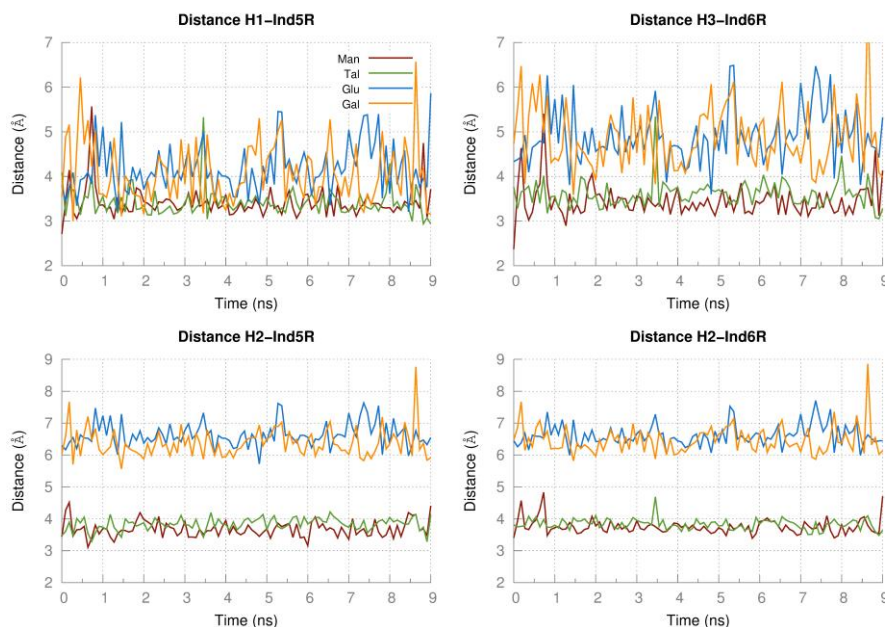 Distance H1–Ind5R
Distance (Å)
7
6
5
4
3
2
Man
Tal
Glu
Gal
0 1 2 3 4 5 6 7 8 9
Time (ns)
Distance H3–Ind6R
Distance (Å)
7
6
5
4
3
2
0 1 2 3 4 5 6 7 8 9
Time (ns)
Distance H2–Ind5R
Distance (Å)
9
8
7
6
5
4
3
2
0 1 2 3 4 5 6 7 8 9
Time (ns)
Distance H2–Ind6R
Distance (Å)
9
8
7
6
5
4
3
2
0 1 2 3 4 5 6 7 8 9
Time (ns)